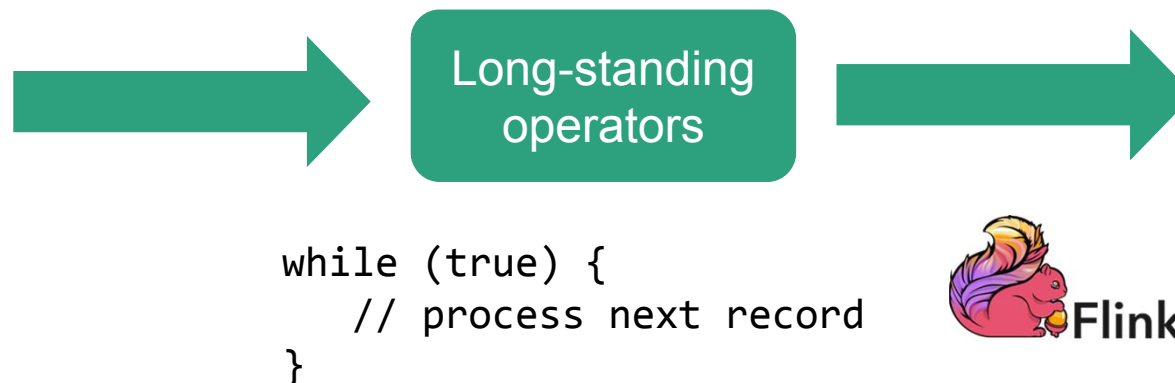 Long-standing
operators
while (true) {
// process next record
}
Flink